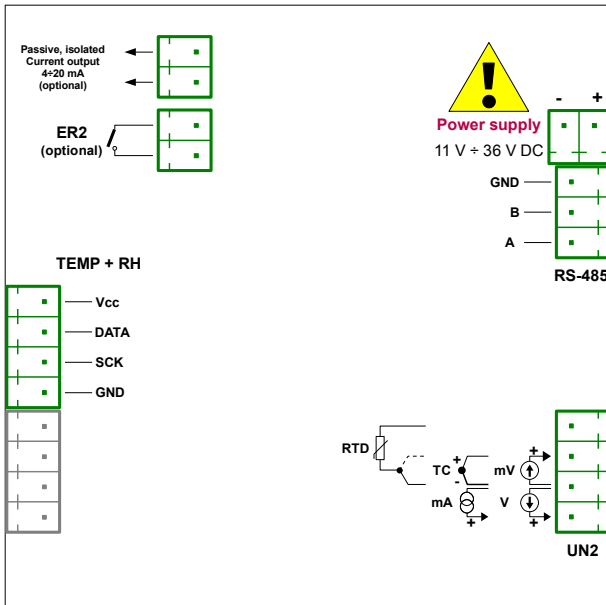 Passive, isolated
Current output
4÷20 mA
(optional)
ER2
(optional)
- +
Power supply
11 V ÷ 36 V DC
GND
B
A
RS-485
TEMP + RH
Vcc
DATA
SCK
GND
RTD
+
TC
-
+
mV
mA
+
V
+
UN2